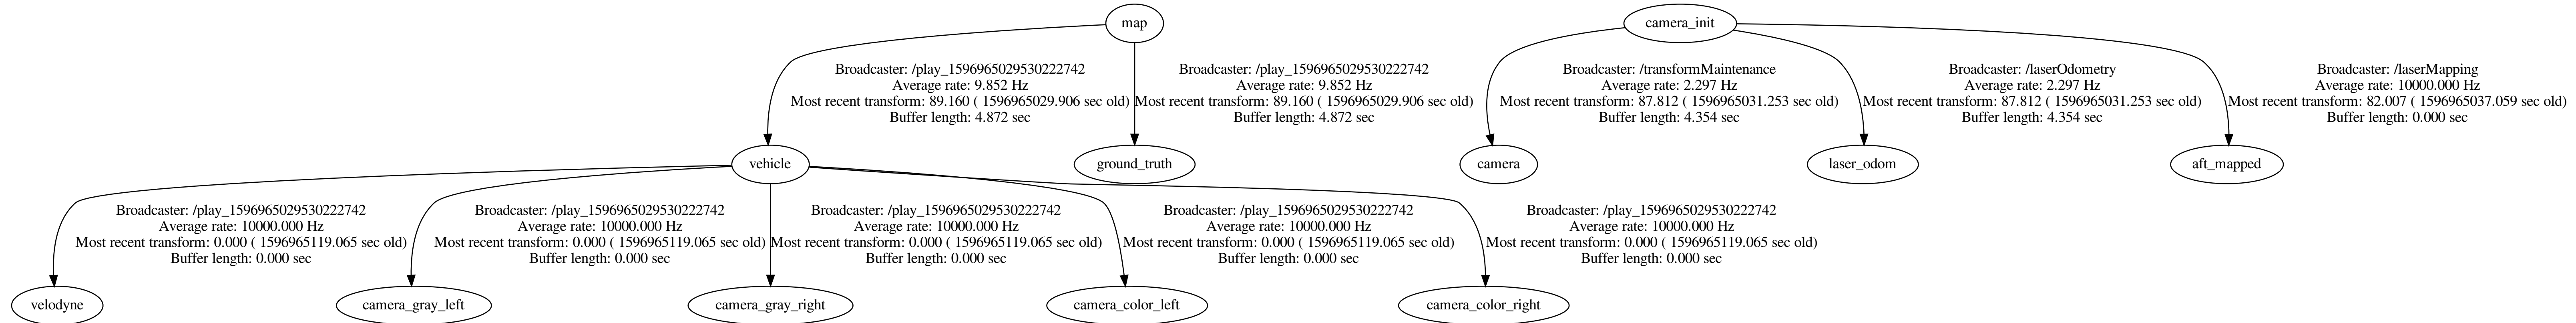 map
camera_init
Broadcaster: /play_1596965029530222742
Average rate: 9.852 Hz
Most recent transform: 89.160 ( 1596965029.906 sec old)
Buffer length: 4.872 sec
Broadcaster: /play_1596965029530222742
Average rate: 9.852 Hz
Most recent transform: 89.160 ( 1596965029.906 sec old)
Buffer length: 4.872 sec
Broadcaster: /transformMaintenance
Average rate: 2.297 Hz
Most recent transform: 87.812 ( 1596965031.253 sec old)
Buffer length: 4.354 sec
Broadcaster: /laserOdometry
Average rate: 2.297 Hz
Most recent transform: 87.812 ( 1596965031.253 sec old)
Buffer length: 4.354 sec
Broadcaster: /laserMapping
Average rate: 10000.000 Hz
Most recent transform: 82.007 ( 1596965037.059 sec old)
Buffer length: 0.000 sec
vehicle
ground_truth
camera
laser_odom
aft_mapped
Broadcaster: /play_1596965029530222742
Average rate: 10000.000 Hz
Most recent transform: 0.000 ( 1596965119.065 sec old)
Buffer length: 0.000 sec
Broadcaster: /play_1596965029530222742
Average rate: 10000.000 Hz
Most recent transform: 0.000 ( 1596965119.065 sec old)
Buffer length: 0.000 sec
Broadcaster: /play_1596965029530222742
Average rate: 10000.000 Hz
Most recent transform: 0.000 ( 1596965119.065 sec old)
Buffer length: 0.000 sec
Broadcaster: /play_1596965029530222742
Average rate: 10000.000 Hz
Most recent transform: 0.000 ( 1596965119.065 sec old)
Buffer length: 0.000 sec
Broadcaster: /play_1596965029530222742
Average rate: 10000.000 Hz
Most recent transform: 0.000 ( 1596965119.065 sec old)
Buffer length: 0.000 sec
velodyne
camera_gray_left
camera_gray_right
camera_color_left
camera_color_right